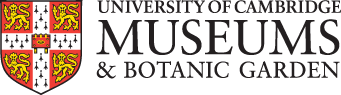 UNIVERSITY OF CAMBRIDGE
MUSEUMS
& BOTANIC GARDEN